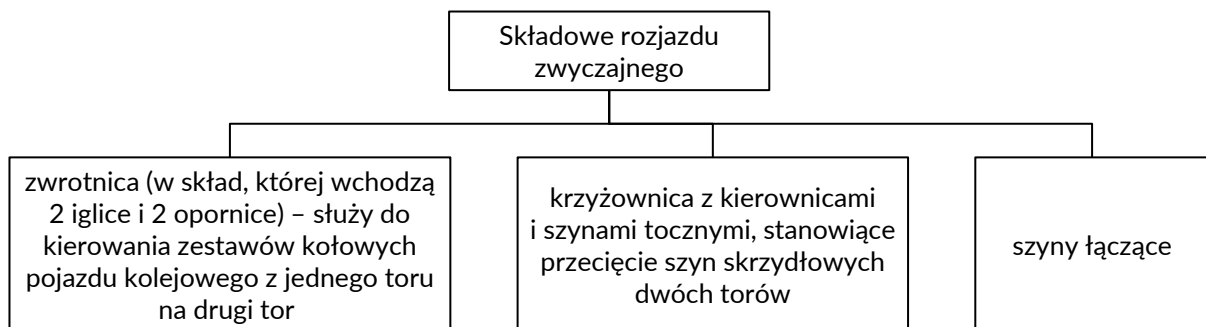 Składowe rozjazdu
zwyczajnego
zwrotnica (w skład, której wchodzą
2 iglice i 2 opornice) – służy do
kierowania zestawów kołowych
pojazdu kolejowego z jednego toru
na drugi tor
krzyżownica z kierownicami
i szynami tocznymi, stanowiące
przecięcie szyn skrzydłowych
dwóch torów
szyny łączące